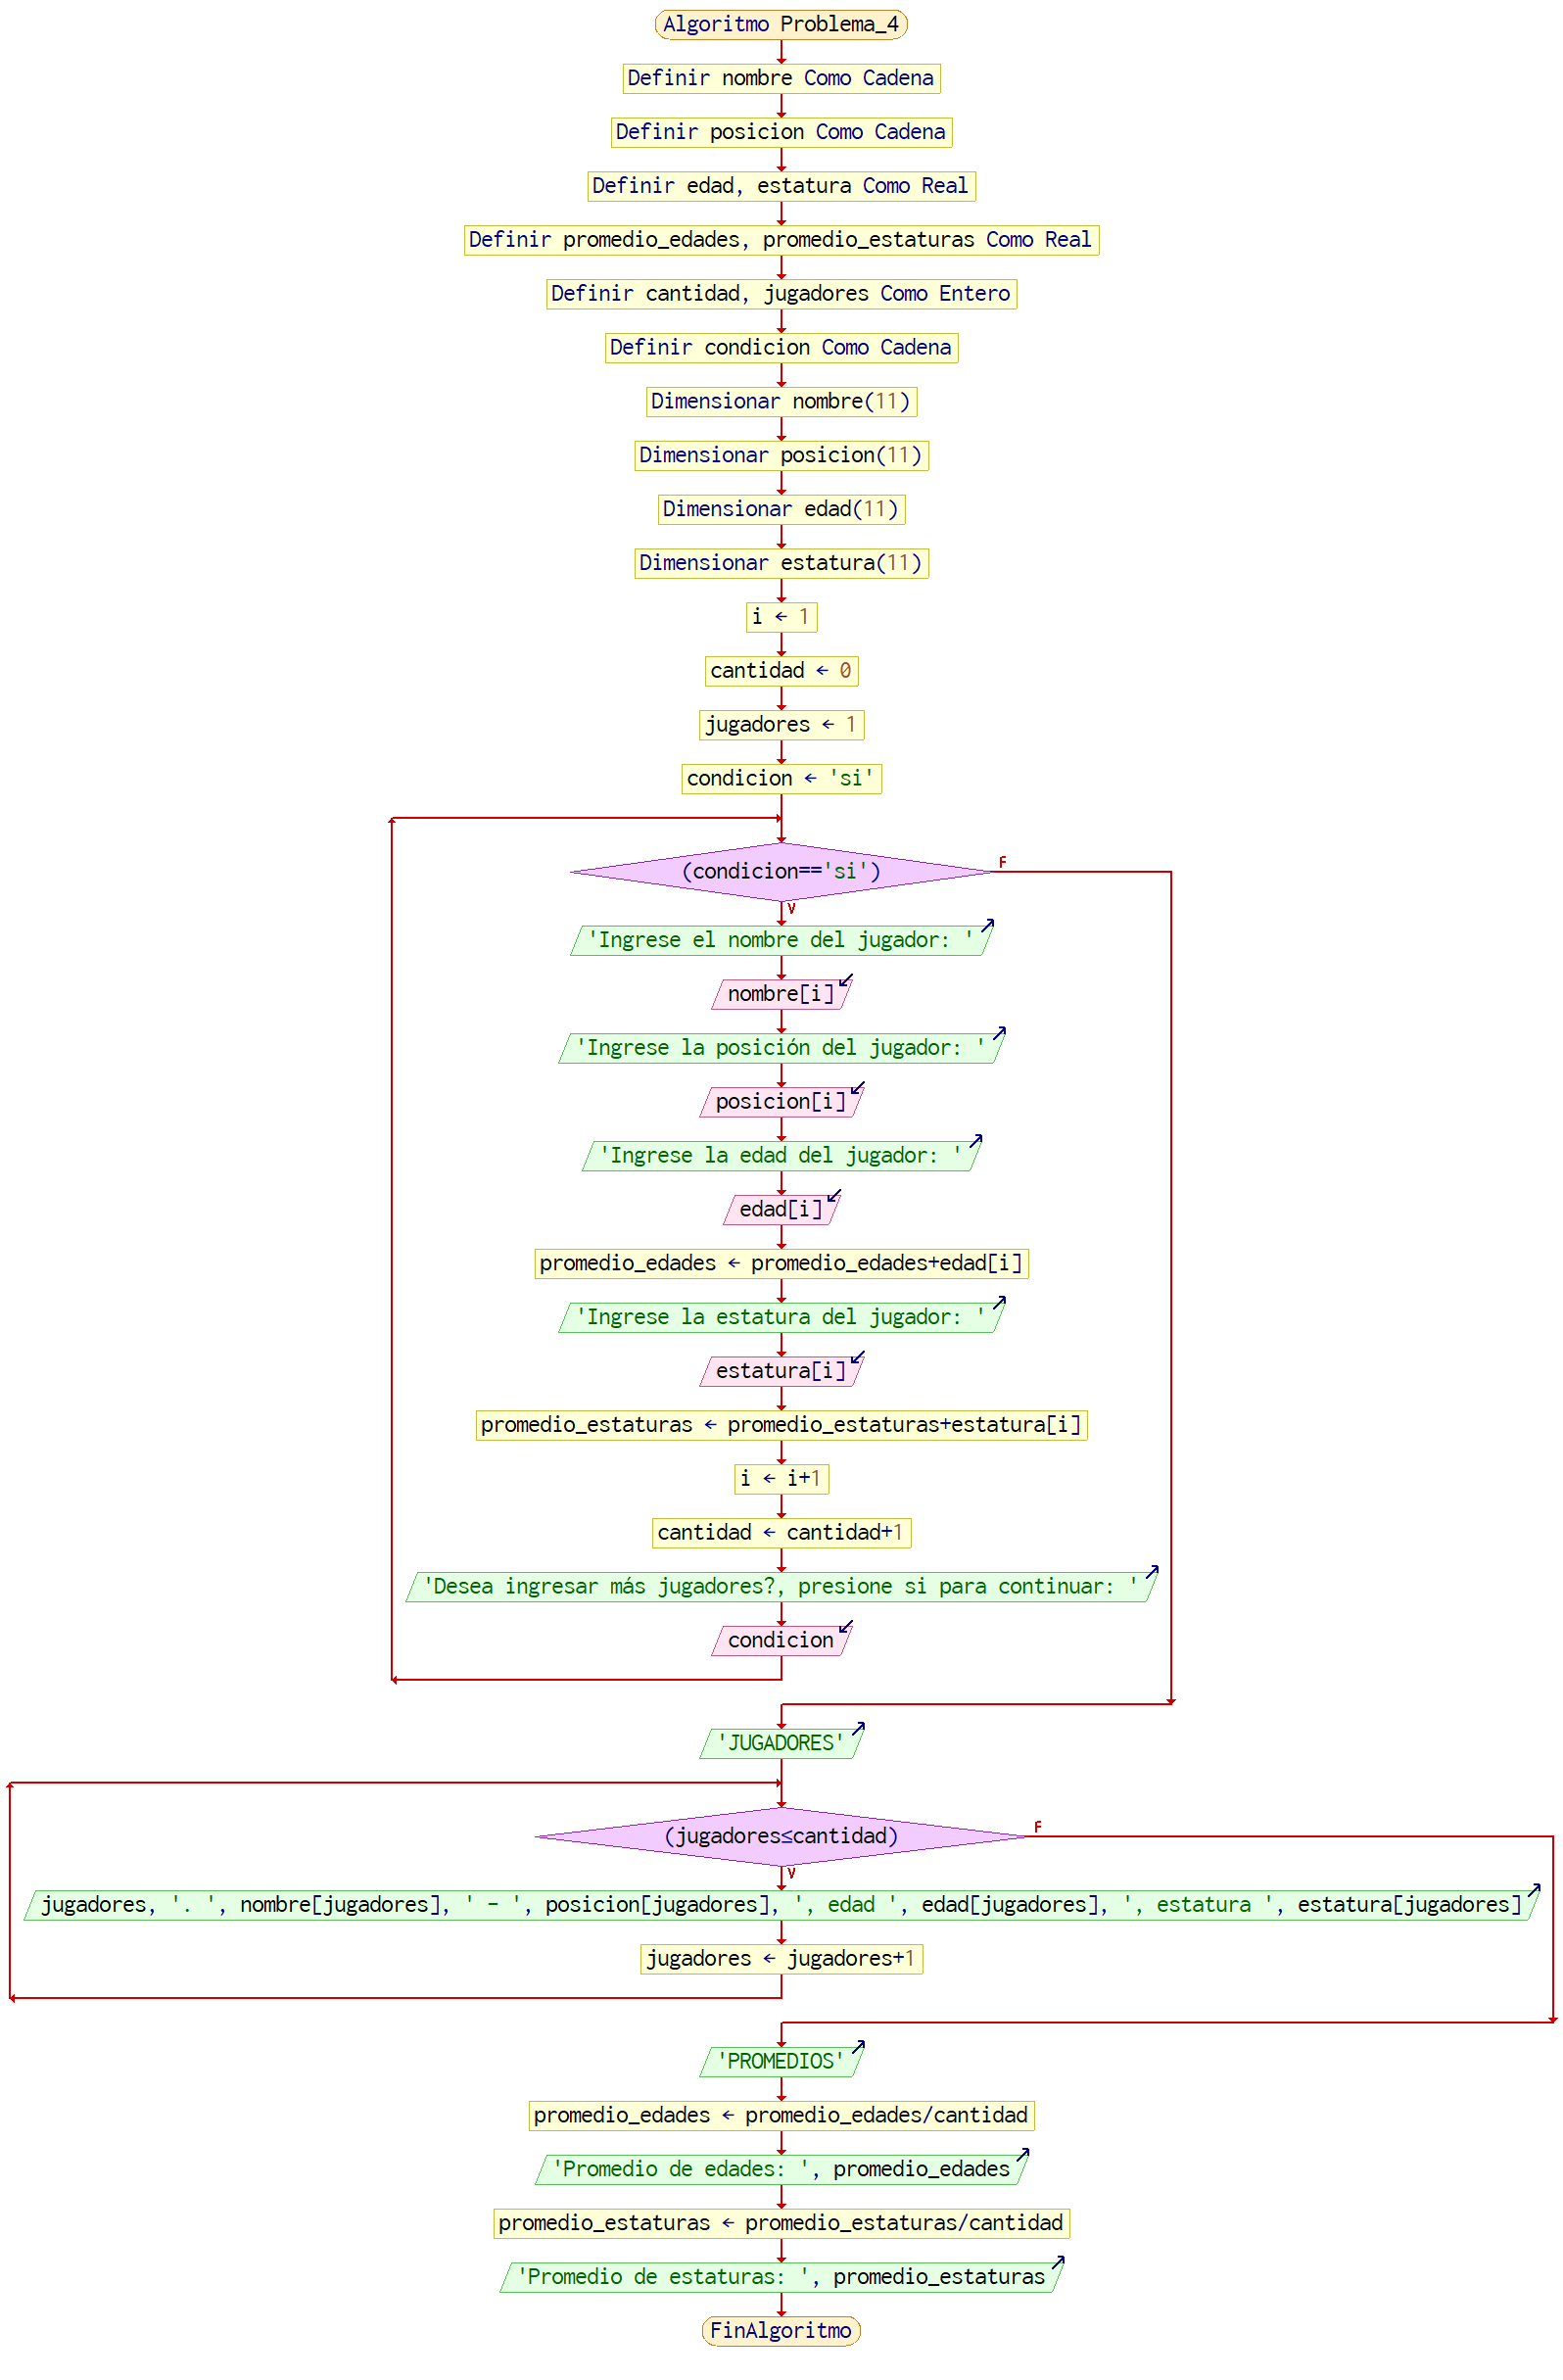 Algoritmo Problema_4
Definir nombre Como Cadena
Definir posicion Como Cadena
Definir edad, estatura Como Real
Definir promedio_edades, promedio_estaturas Como Real
Definir cantidad, jugadores Como Entero
Definir condicion Como Cadena
Dimensionar nombre(11)
Dimensionar posicion(11)
Dimensionar edad(11)
Dimensionar estatura(11)
i ← 1
cantidad ← 0
jugadores ← 1
condicion ← 'si'
(condicion=='si')
F
V
'Ingrese el nombre del jugador: '
nombre[i]
'Ingrese la posición del jugador: '
posicion[i]
'Ingrese la edad del jugador: '
edad[i]
promedio_edades ← promedio_edades+edad[i]
'Ingrese la estatura del jugador: '
estatura[i]
promedio_estaturas ← promedio_estaturas+estatura[i]
i ← i+1
cantidad ← cantidad+1
'Desea ingresar más jugadores?, presione si para continuar: '
condicion
'JUGADORES'
(jugadores≤cantidad)
F
V
jugadores, '. ', nombre[jugadores], ' - ', posicion[jugadores], ', edad ', edad[jugadores], ', estatura ', estatura[jugadores]
jugadores ← jugadores+1
'PROMEDIOS'
promedio_edades ← promedio_edades/cantidad
'Promedio de edades: ', promedio_edades
promedio_estaturas ← promedio_estaturas/cantidad
'Promedio de estaturas: ', promedio_estaturas
FinAlgoritmo